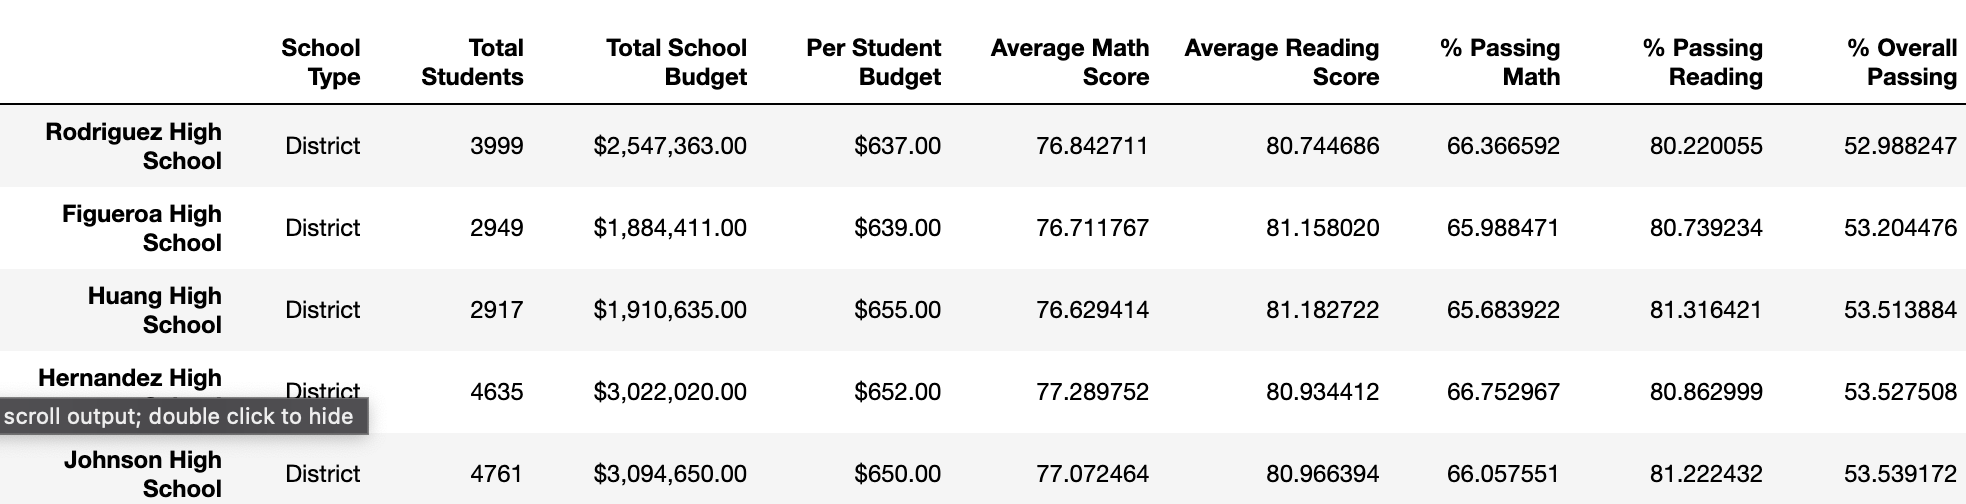 School Type Total Students Total School Budget Per Student Budget Average Math Score Average Reading Score % Passing Math % Passing Reading % Overall Passing
Rodriguez High School District 3999 $2,547,363.00 $637.00 76.842711 80.744686 66.366592 80.220055 52.988247
Figueroa High School District 2949 $1,884,411.00 $639.00 76.711767 81.158020 65.988471 80.739234 53.204476
Huang High School District 2917 $1,910,635.00 $655.00 76.629414 81.182722 65.683922 81.316421 53.513884
Hernandez High District 4635 $3,022,020.00 $652.00 77.289752 80.934412 66.752967 80.862999 53.527508
scroll output; double click to hide
Johnson High School District 4761 $3,094,650.00 $650.00 77.072464 80.966394 66.057551 81.222432 53.539172